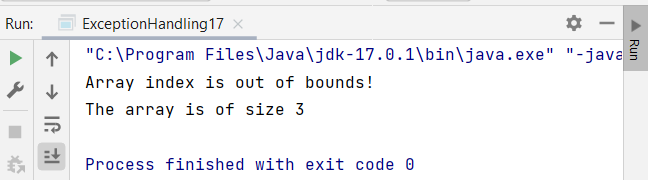 Run: ExceptionHandling17
"C:\Program Files\Java\jdk-17.0.1\bin\java.exe" "-java
Array index is out of bounds!
The array is of size 3
Process finished with exit code 0
Run